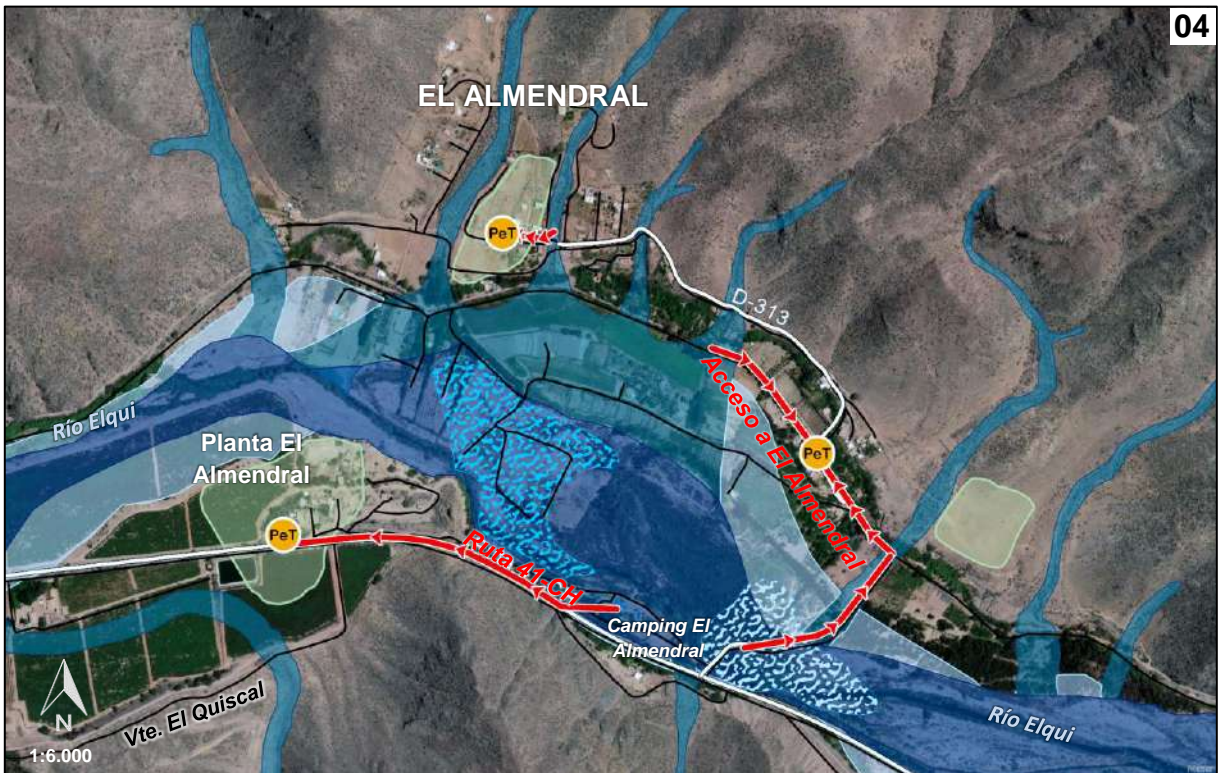 04
EL ALMENDRAL
PeT
D-313
Acceso a El Almendral
Río Elqui
Planta El
Almendral
PeT
PeT
Ruta 41-CH
Camping El
Almendral
Río Elqui
Vte. El Quiscal
N
1:6.000